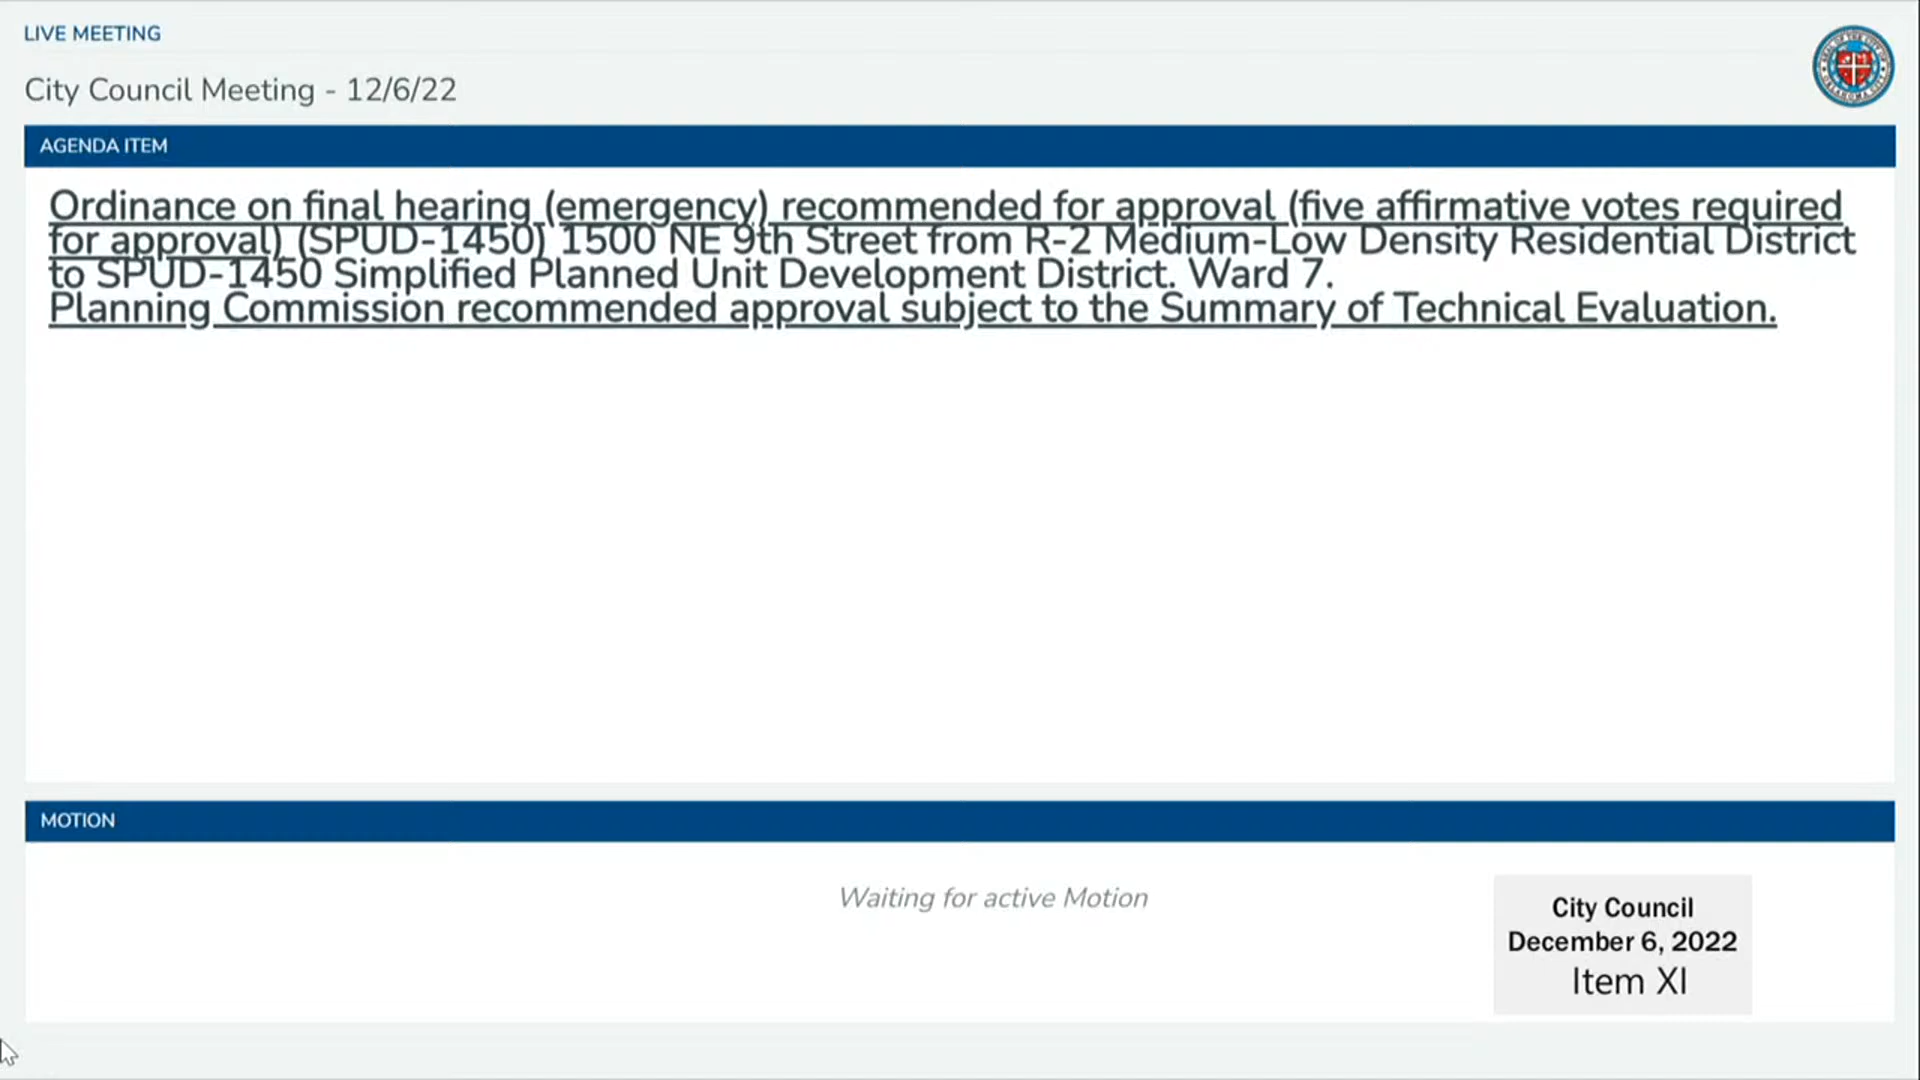 LIVE MEETING
City Council Meeting - 12/6/22
AGENDA ITEM
Ordinance on final hearing (emergency) recommended for approval (five affirmative votes required
for approval) (SPUD-1450) 1500 NE 9th Street from R-2 Medium-Low Density Residential District
to SPUD-1450 Simplified Planned Unit Development District. Ward 7.
Planning Commission recommended approval subject to the Summary of Technical Evaluation.
MOTION
Waiting for active Motion
City Council
December 6, 2022
Item XI